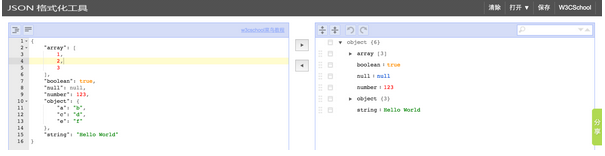 JSON 格式化工具
清除 打开 ▼ 保存 W3CSchool
1 {
2 "array": [
3 1,
4 2,
5 3
6 ],
7 "boolean": true,
8 "null": null,
9 "number": 123,
10 "object": {
11 "a": "b",
12 "c": "d",
13 "e": "f"
14 },
15 "string": "Hello World"
16 }
object {6}
array [3]
boolean : true
null : null
number : 123
object {3}
string : Hello World
分享